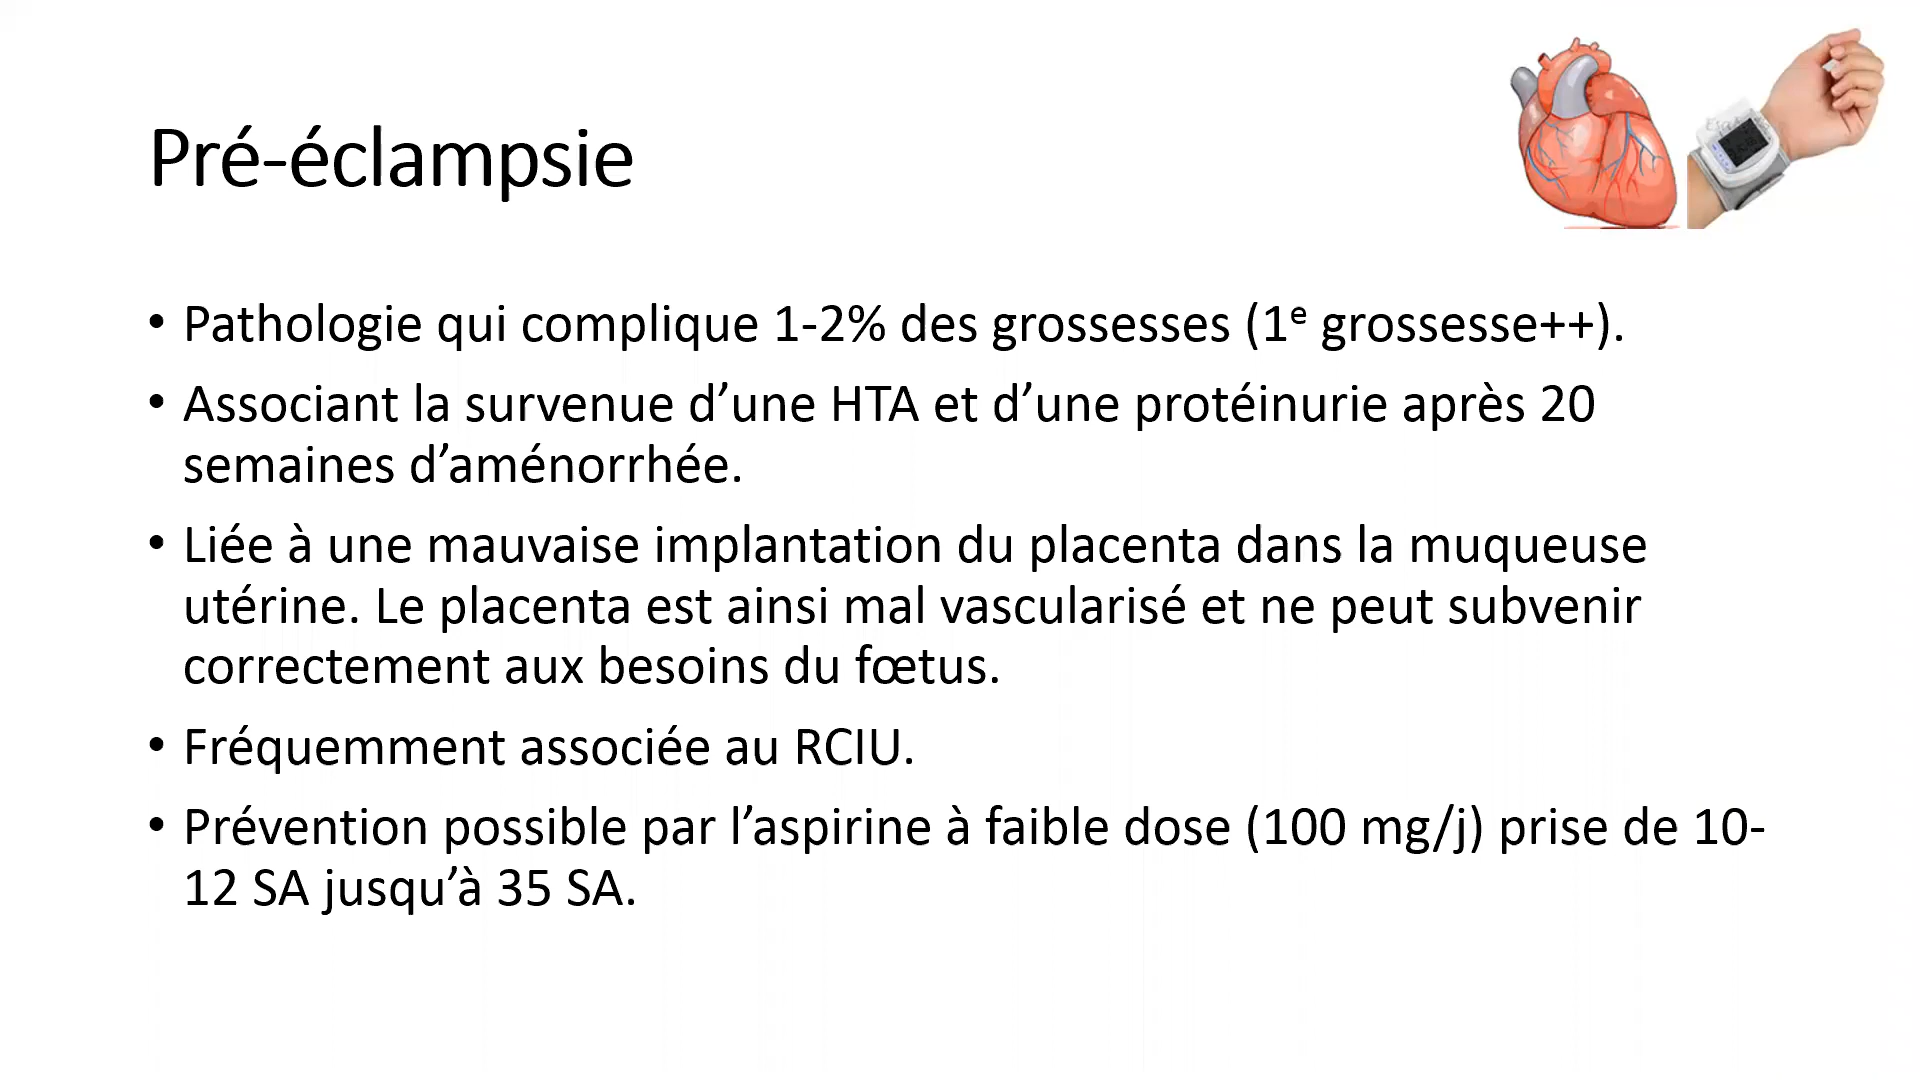 Pré-éclampsie
• Pathologie qui complique 1-2% des grossesses (1e grossesse++).
• Associant la survenue d’une HTA et d’une protéinurie après 20
semaines d’aménorrhée.
• Liée à une mauvaise implantation du placenta dans la muqueuse
utérine. Le placenta est ainsi mal vascularisé et ne peut subvenir
correctement aux besoins du fœtus.
• Fréquemment associée au RCIU.
• Prévention possible par l’aspirine à faible dose (100 mg/j) prise de 10-
12 SA jusqu’à 35 SA.